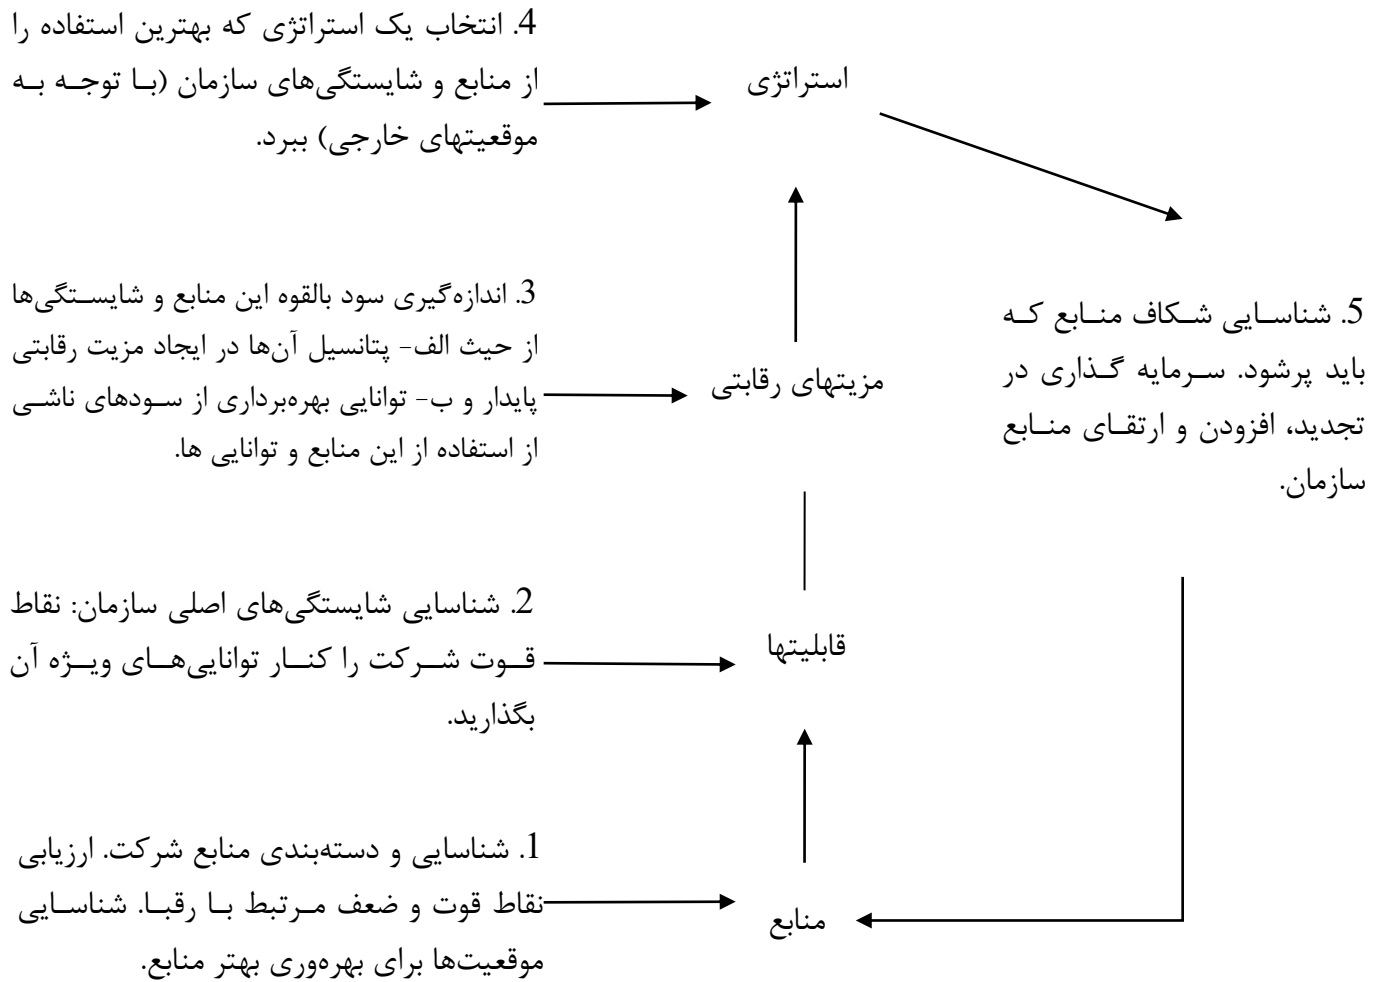 4. انتخاب یک استراتژی که بهترین استفاده را
از منابع و شایستگی‌های سازمان (با توجه به
موقعیتهای خارجی) ببرد.
استراتژی
3. اندازه‌گیری سود بالقوه این منابع و شایستگی‌ها
از حیث الف- پتانسیل آن‌ها در ایجاد مزیت رقابتی
پایدار و ب- توانایی بهره‌برداری از سودهای ناشی
از استفاده از این منابع و توانایی ها.
مزیتهای رقابتی
5. شناسایی شکاف منابع که
باید پرشود. سرمایه گذاری در
تجدید، افزودن و ارتقای منابع
سازمان.
2. شناسایی شایستگی‌های اصلی سازمان: نقاط
قوت شرکت را کنار توانایی‌های ویژه آن
بگذارید.
قابلیتها
1. شناسایی و دسته‌بندی منابع شرکت. ارزیابی
نقاط قوت و ضعف مرتبط با رقبا. شناسایی
موقعیت‌ها برای بهره‌وری بهتر منابع.
منابع